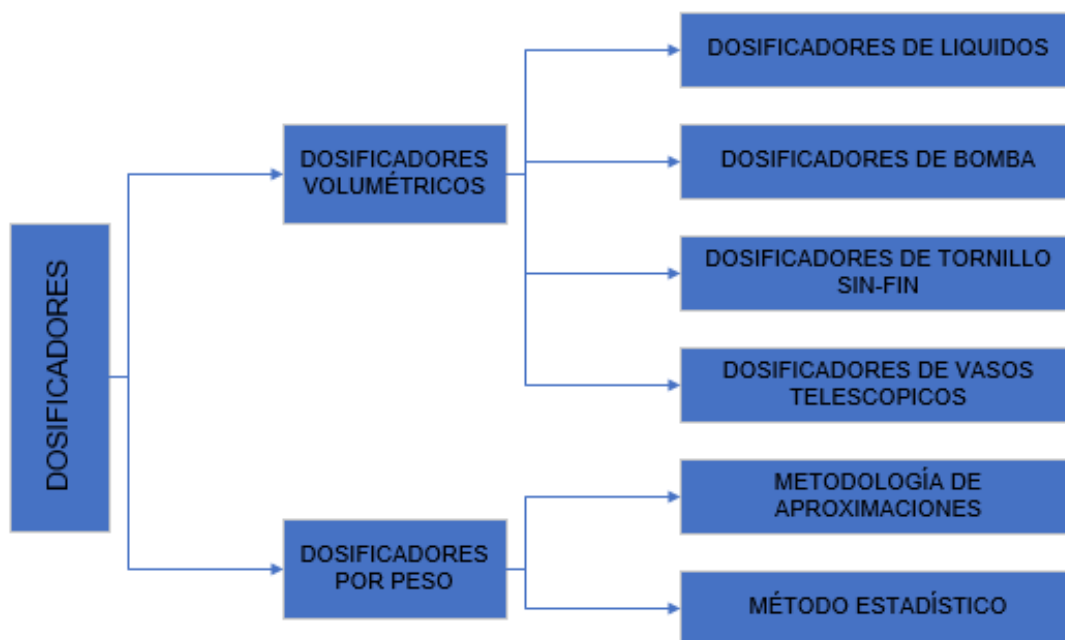 DOSIFICADORES
DOSIFICADORES
VOLUMÉTRICOS
DOSIFICADORES DE LIQUIDOS
DOSIFICADORES DE BOMBA
DOSIFICADORES DE TORNILLO
SIN-FIN
DOSIFICADORES DE VASOS
TELESCOPICOS
DOSIFICADORES
POR PESO
METODOLOGÍA DE
APROXIMACIONES
MÉTODO ESTADÍSTICO